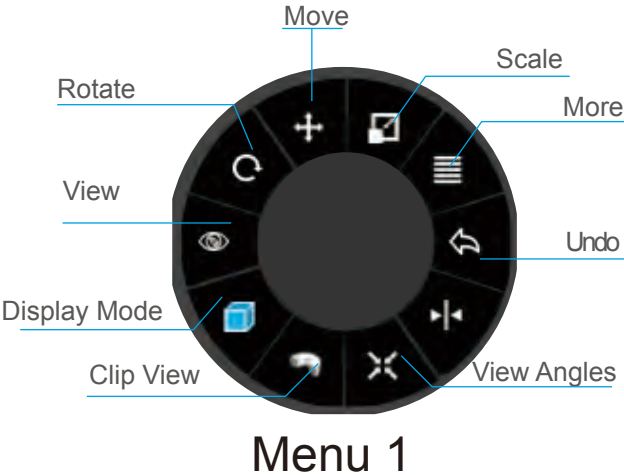 Move
Scale
Rotate
More
View
Undo
Display Mode
Clip View
View Angles
Menu 1